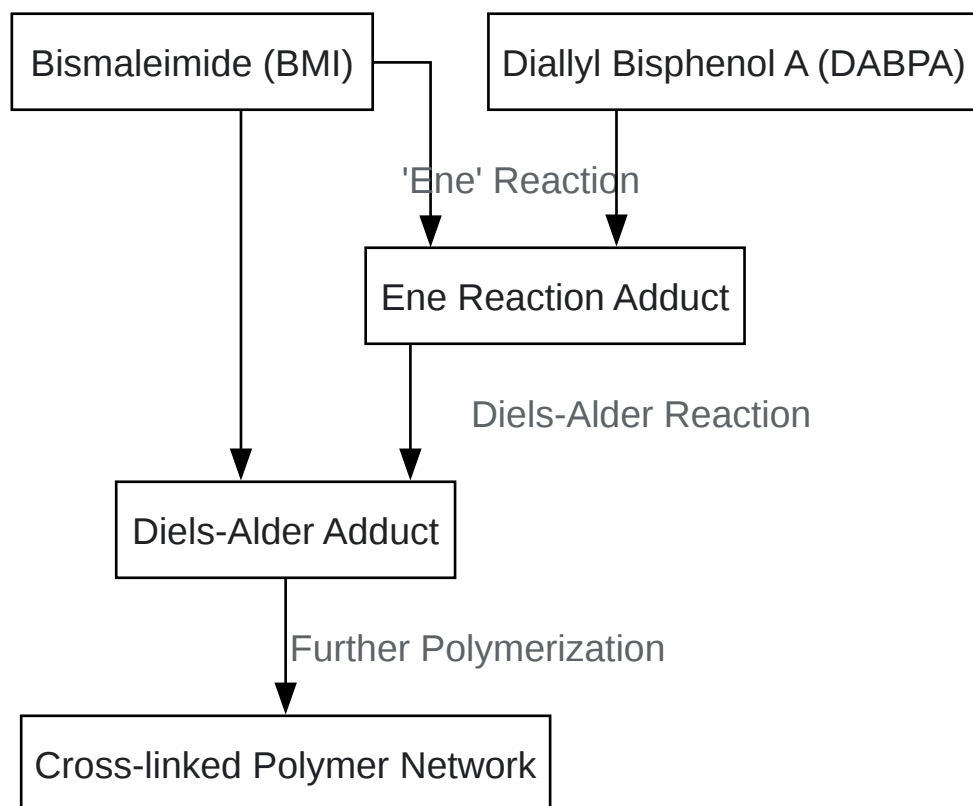 Bismaleimide (BMI)
Diallyl Bisphenol A (DABPA)
'Ene' Reaction
Ene Reaction Adduct
Diels-Alder Reaction
Diels-Alder Adduct
Further Polymerization
Cross-linked Polymer Network